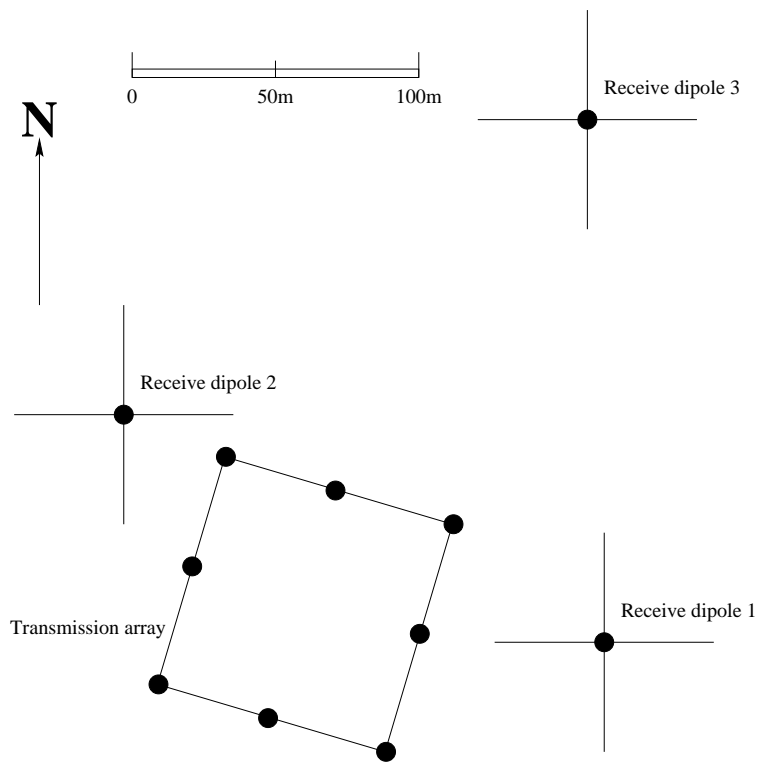 Receive dipole 3
0 50m 100m
N
Receive dipole 2
Receive dipole 1
Transmission array